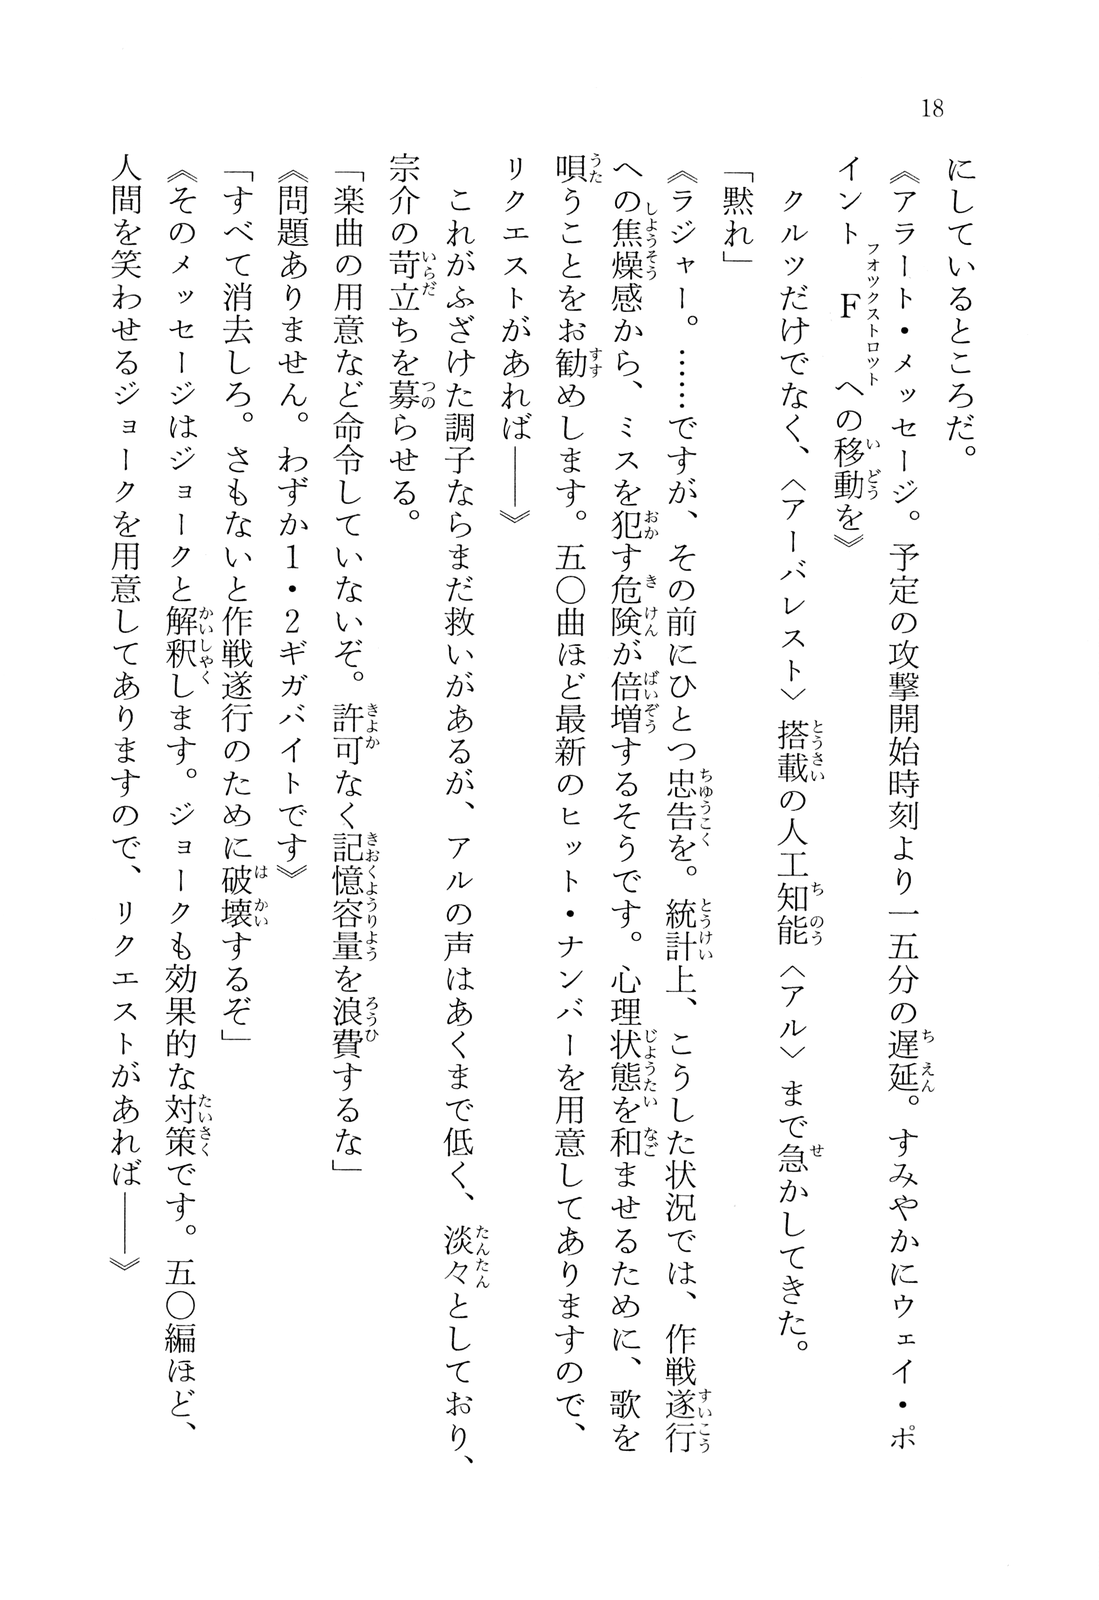 18
にしているところだ。
《アラート・メッセージ。予定の攻撃開始時刻より一五分の遅延。すみやかにウェイ・ポ
イントFへの移動を》
クルツだけでなく、〈アーバレスト〉搭載の人工知能〈アル〉まで急かしてきた。
「黙れ」
《ラジャー。……ですが、その前にひとつ忠告を。統計上、こうした状況では、作戦遂行
への焦燥感から、ミスを犯す危険が倍増するそうです。心理状態を和ませるために、歌を
唄うことをお勧めします。五〇曲ほど最新のヒット・ナンバーを用意してありますので、
リクエストがあれば――》
これがふざけた調子ならまだ救いがあるが、アルの声はあくまで低く、淡々としており、
宗介の苛立ちを募らせる。
「楽曲の用意など命令していないぞ。許可なく記憶容量を浪費するな」
《問題ありません。わずか1・2ギガバイトです》
「すべて消去しろ。さもないと作戦遂行のために破壊するぞ」
《そのメッセージはジョークと解釈します。ジョークも効果的な対策です。五〇編ほど、
人間を笑わせるジョークを用意してありますので、リクエストがあれば――》